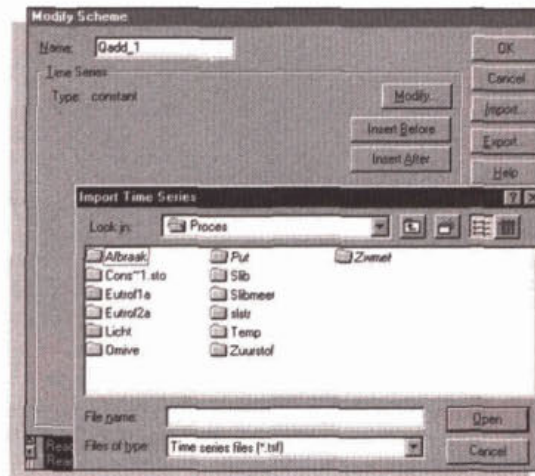 Modify Scheme
Name: Qadd_1
OK
Time Series
Cancel
Type: constant
Modify...
Import...
Insert Before
Export...
Insert After
Help
Import Time Series
Look in: Proces
Afbraak
Put
Zwmet
Cons~1.sto
Slib
Eutrof1a
Slibmeer
Eutrof2a
slstr
Licht
Temp
Omive
Zuurstof
File name:
Open
Files of type: Time series files (*.tsf)
Cancel